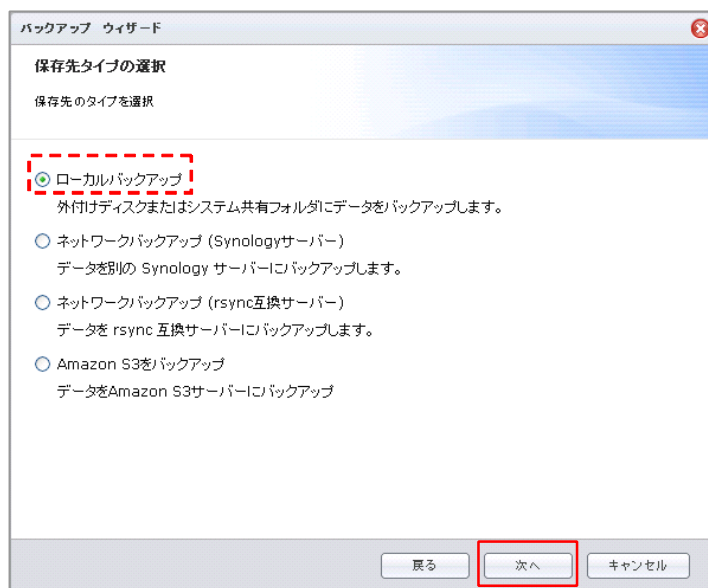 バックアップ ウィザード
保存先タイプの選択
保存先のタイプを選択
ローカルバックアップ
外付けディスクまたはシステム共有フォルダにデータをバックアップします。
ネットワークバックアップ (Synologyサーバー)
データを別の Synology サーバーにバックアップします。
ネットワークバックアップ (rsync互換サーバー)
データを rsync 互換サーバーにバックアップします。
Amazon S3をバックアップ
データをAmazon S3サーバーにバックアップ
戻る 次へ キャンセル